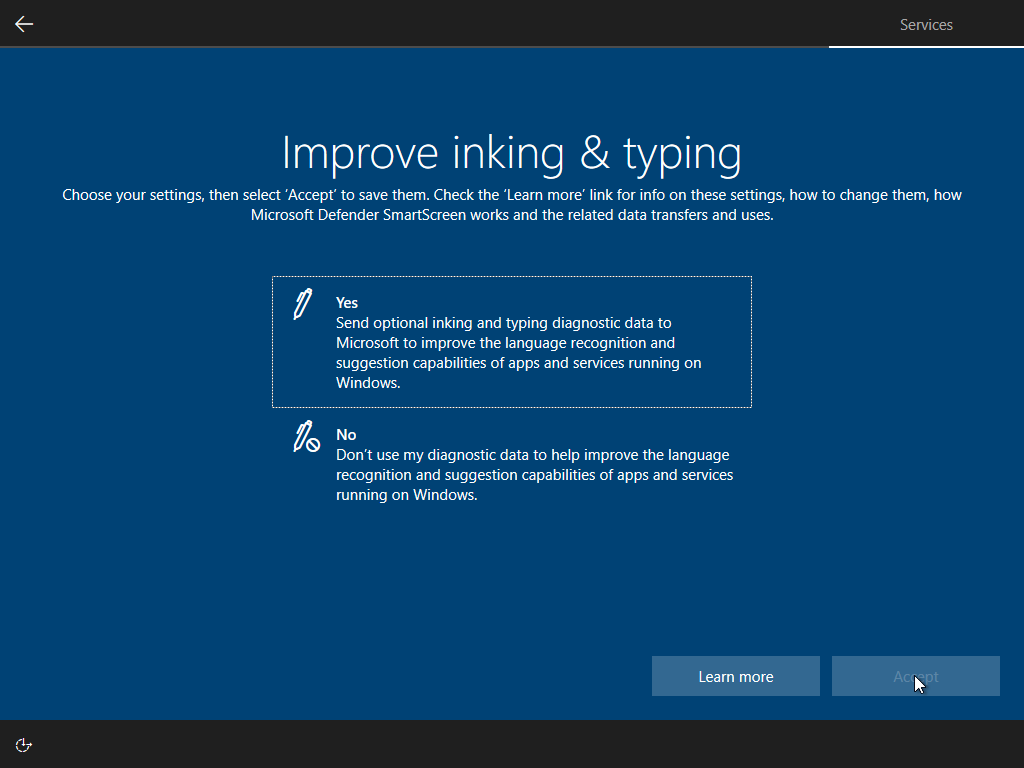 Services
Improve inking & typing
Choose your settings, then select ‘Accept’ to save them. Check the ‘Learn more’ link for info on these settings, how to change them, how
Microsoft Defender SmartScreen works and the related data transfers and uses.
Yes
Send optional inking and typing diagnostic data to
Microsoft to improve the language recognition and
suggestion capabilities of apps and services running on
Windows.
No
Don’t use my diagnostic data to help improve the language
recognition and suggestion capabilities of apps and services
running on Windows.
Learn more
Accept